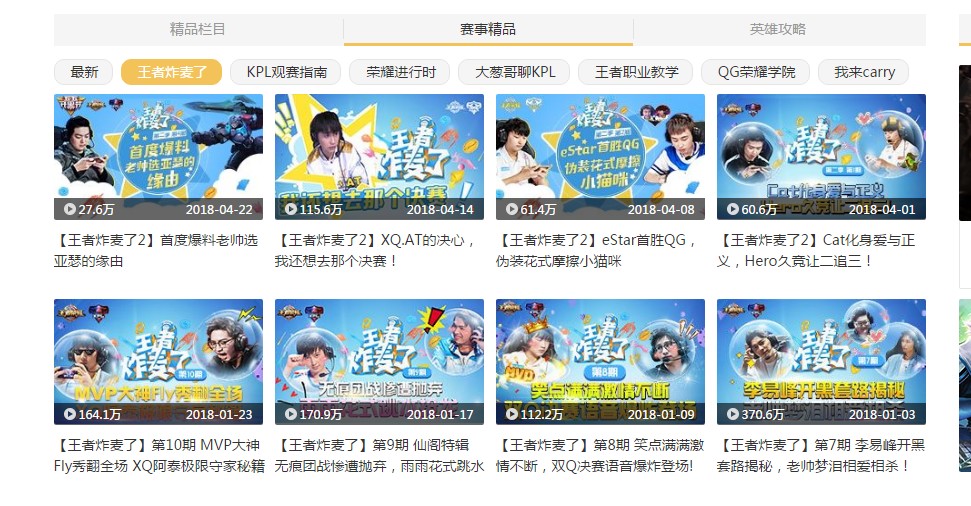 精品栏目
赛事精品
英雄攻略
最新
王者炸麦了
KPL观赛指南
荣耀进行时
大葱哥聊KPL
王者职业教学
QG荣耀学院
我来carry
王者炸麦了
首度爆料
老帅选亚瑟的
缘由
27.6万
2018-04-22
王者炸麦了
我还想去那个决赛！
115.6万
2018-04-14
王者炸麦了
eStar首胜QG
伪装花式摩擦
小猫咪
61.4万
2018-04-08
王者炸麦了
Cat化身爱与正义
60.6万
2018-04-01
【王者炸麦了2】首度爆料老帅选
亚瑟的缘由
【王者炸麦了2】XQ.AT的决心，
我还想去那个决赛！
【王者炸麦了2】eStar首胜QG，
伪装花式摩擦小猫咪
【王者炸麦了2】Cat化身爱与正
义，Hero久竞让二追三！
王者炸麦了
第10期
MVP大神Fly秀翻全场
164.1万
2018-01-23
王者炸麦了
第9期
无痕团战惨遭抛弃
170.9万
2018-01-17
王者炸麦了
第8期
MVP
笑点满满激情不断
112.2万
2018-01-09
王者炸麦了
第7期
李易峰开黑套路揭秘
370.6万
2018-01-03
【王者炸麦了】第10期 MVP大神
Fly秀翻全场 XQ阿泰极限守家秘籍
【王者炸麦了】第9期 仙阁特辑
无痕团战惨遭抛弃，雨雨花式跳水
【王者炸麦了】第8期 笑点满满激
情不断，双Q决赛语音爆炸登场!
【王者炸麦了】第7期 李易峰开黑
套路揭秘，老帅梦泪相爱相杀！